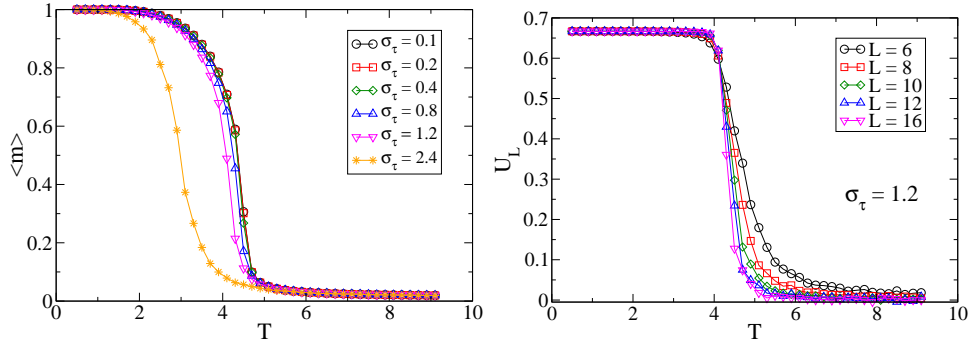 1
0.8
0.6
0.4
0.2
0
<m>
0
2
4
6
8
10
T
σ_τ = 0.1
σ_τ = 0.2
σ_τ = 0.4
σ_τ = 0.8
σ_τ = 1.2
σ_τ = 2.4
0.7
0.6
0.5
0.4
0.3
0.2
0.1
0
U_L
0
2
4
6
8
10
T
L = 6
L = 8
L = 10
L = 12
L = 16
σ_τ = 1.2